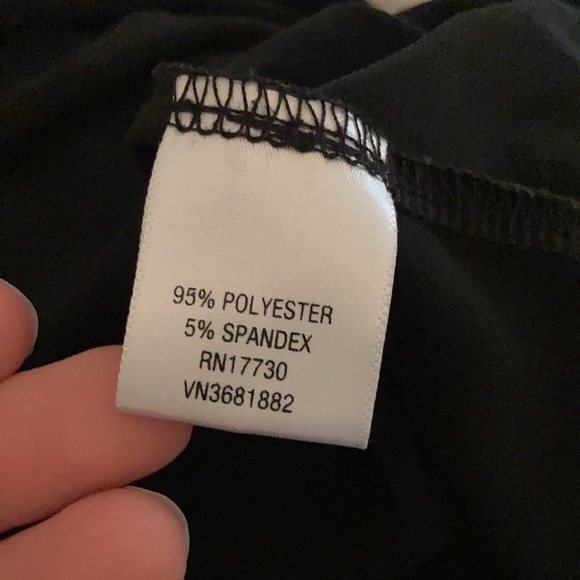 95% POLYESTER
5% SPANDEX
RN17730
VN3681882